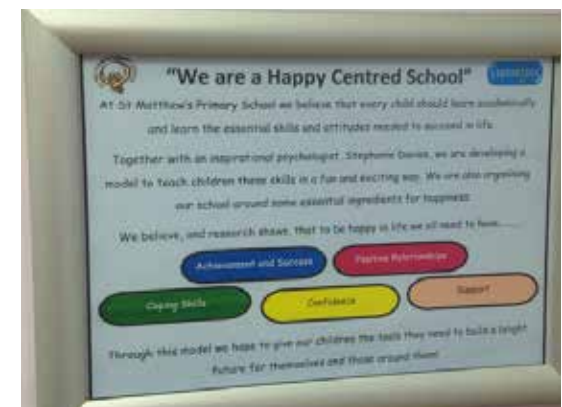 "We are a Happy Centred School"
At St Matthew's Primary School we believe that every child should learn academically
and learn the essential skills and attitudes needed to succeed in life.
Together with an inspirational psychologist, Stephanie Davies, we are developing a
model to teach children these skills in a fun and exciting way. We are also organising
our school around some essential ingredients for happiness.
We believe, and research shows, that to be happy in life we all need to have.......
Achievement and Success
Positive Relationships
Coping Skills
Confidence
Support
Through this model we hope to give our children the tools they need to build a bright
future for themselves and those around them!